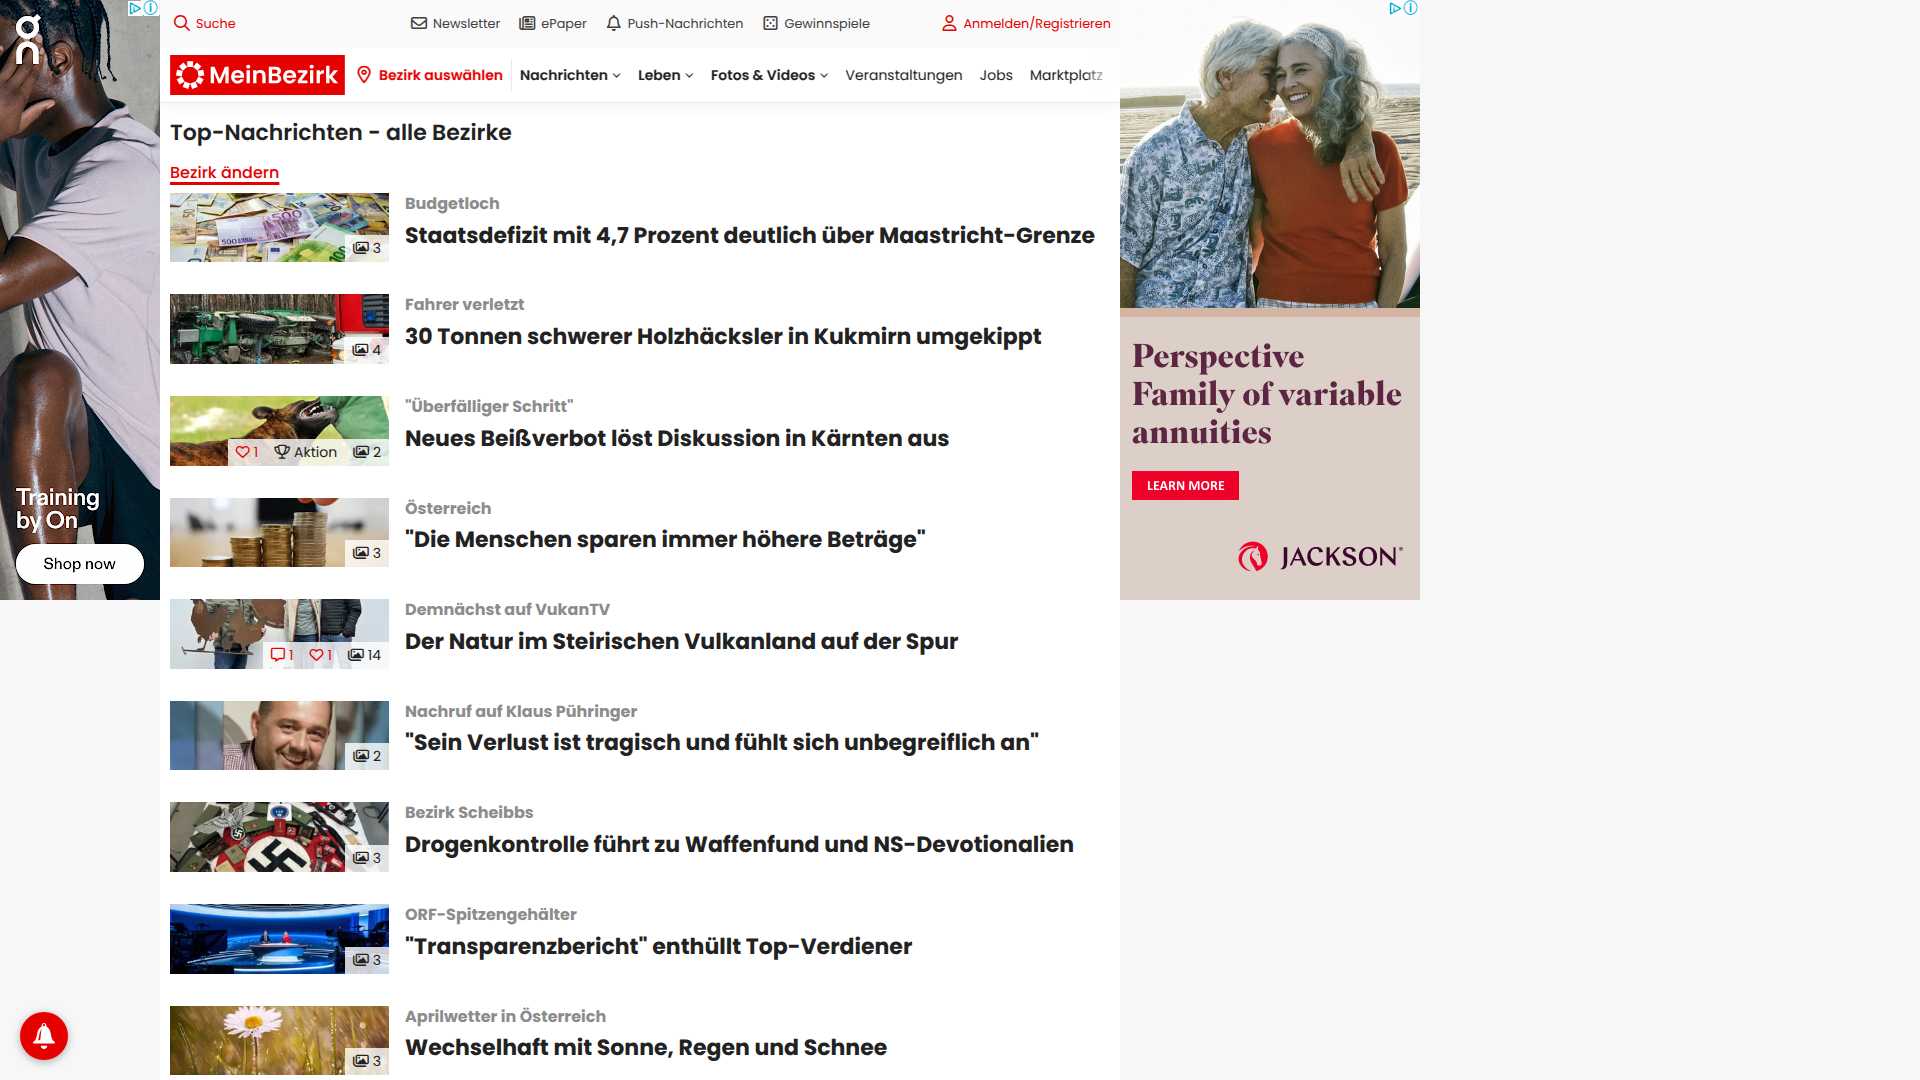 Suche
Newsletter
ePaper
Push-Nachrichten
Gewinnspiele
Anmelden/Registrieren
MeinBezirk
Bezirk auswählen
Nachrichten
Leben
Fotos & Videos
Veranstaltungen
Jobs
Marktplatz
Top-Nachrichten - alle Bezirke
Bezirk ändern
3
Budgetloch
Staatsdefizit mit 4,7 Prozent deutlich über Maastricht-Grenze
4
Fahrer verletzt
30 Tonnen schwerer Holzhäcksler in Kukmirn umgekippt
1 Aktion 2
"Überfälliger Schritt"
Neues Beißverbot löst Diskussion in Kärnten aus
3
Österreich
"Die Menschen sparen immer höhere Beträge"
1 1 14
Demnächst auf VukanTV
Der Natur im Steirischen Vulkanland auf der Spur
2
Nachruf auf Klaus Pühringer
"Sein Verlust ist tragisch und fühlt sich unbegreiflich an"
3
Bezirk Scheibbs
Drogenkontrolle führt zu Waffenfund und NS-Devotionalien
3
ORF-Spitzengehälter
"Transparenzbericht" enthüllt Top-Verdiener
3
Aprilwetter in Österreich
Wechselhaft mit Sonne, Regen und Schnee
Training
by On
Shop now
Perspective
Family of variable
annuities
LEARN MORE
JACKSON